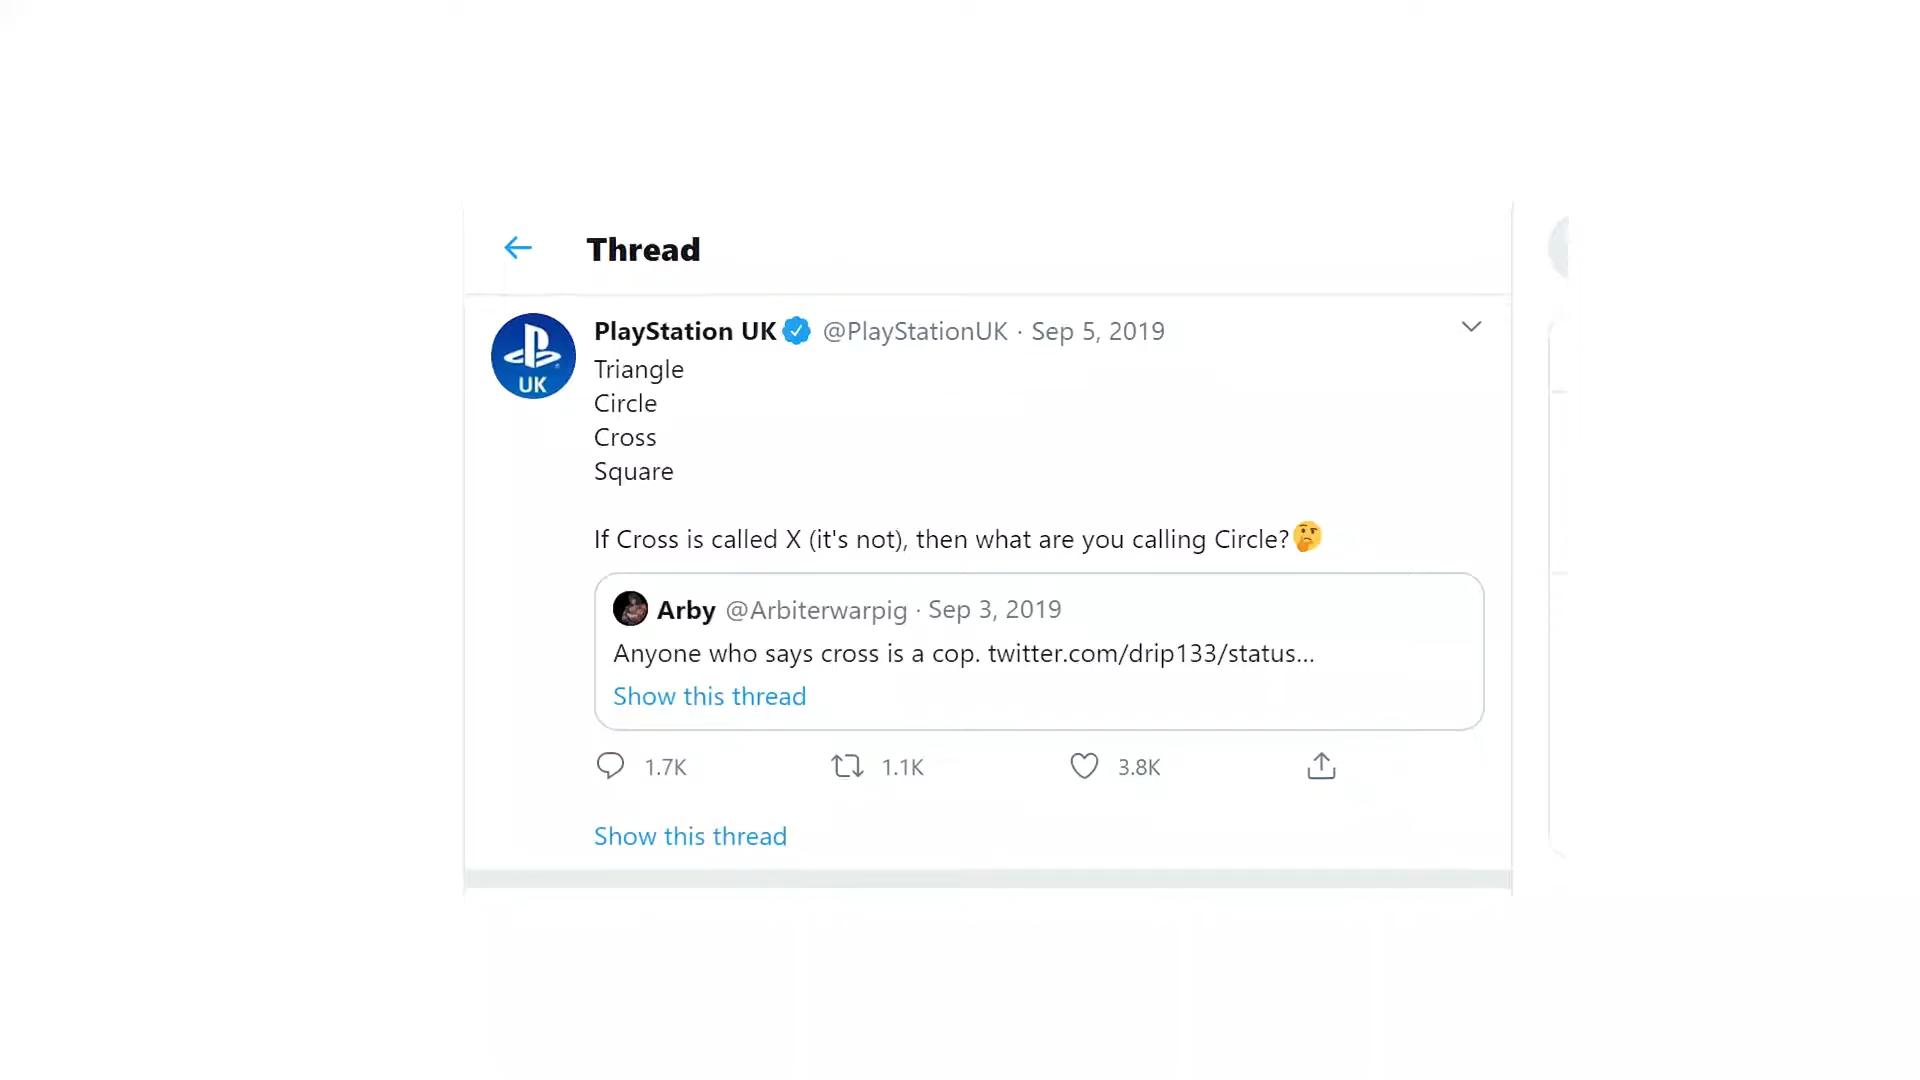 Thread
PlayStation UK @PlayStationUK · Sep 5, 2019
Triangle
Circle
Cross
Square
If Cross is called X (it's not), then what are you calling Circle?🤔
UK
Arby @Arbiterwarpig · Sep 3, 2019
Anyone who says cross is a cop. twitter.com/drip133/status...
Show this thread
1.7K 1.1K 3.8K
Show this thread